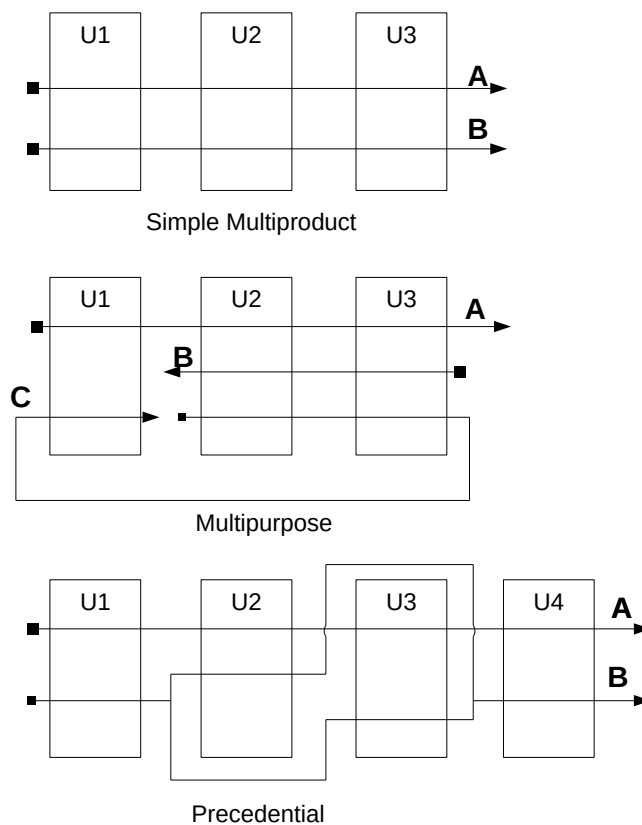 U1 U2 U3
A
B
Simple Multiproduct
U1 U2 U3
A
B
C
Multipurpose
U1 U2 U3 U4
A
B
Precedential